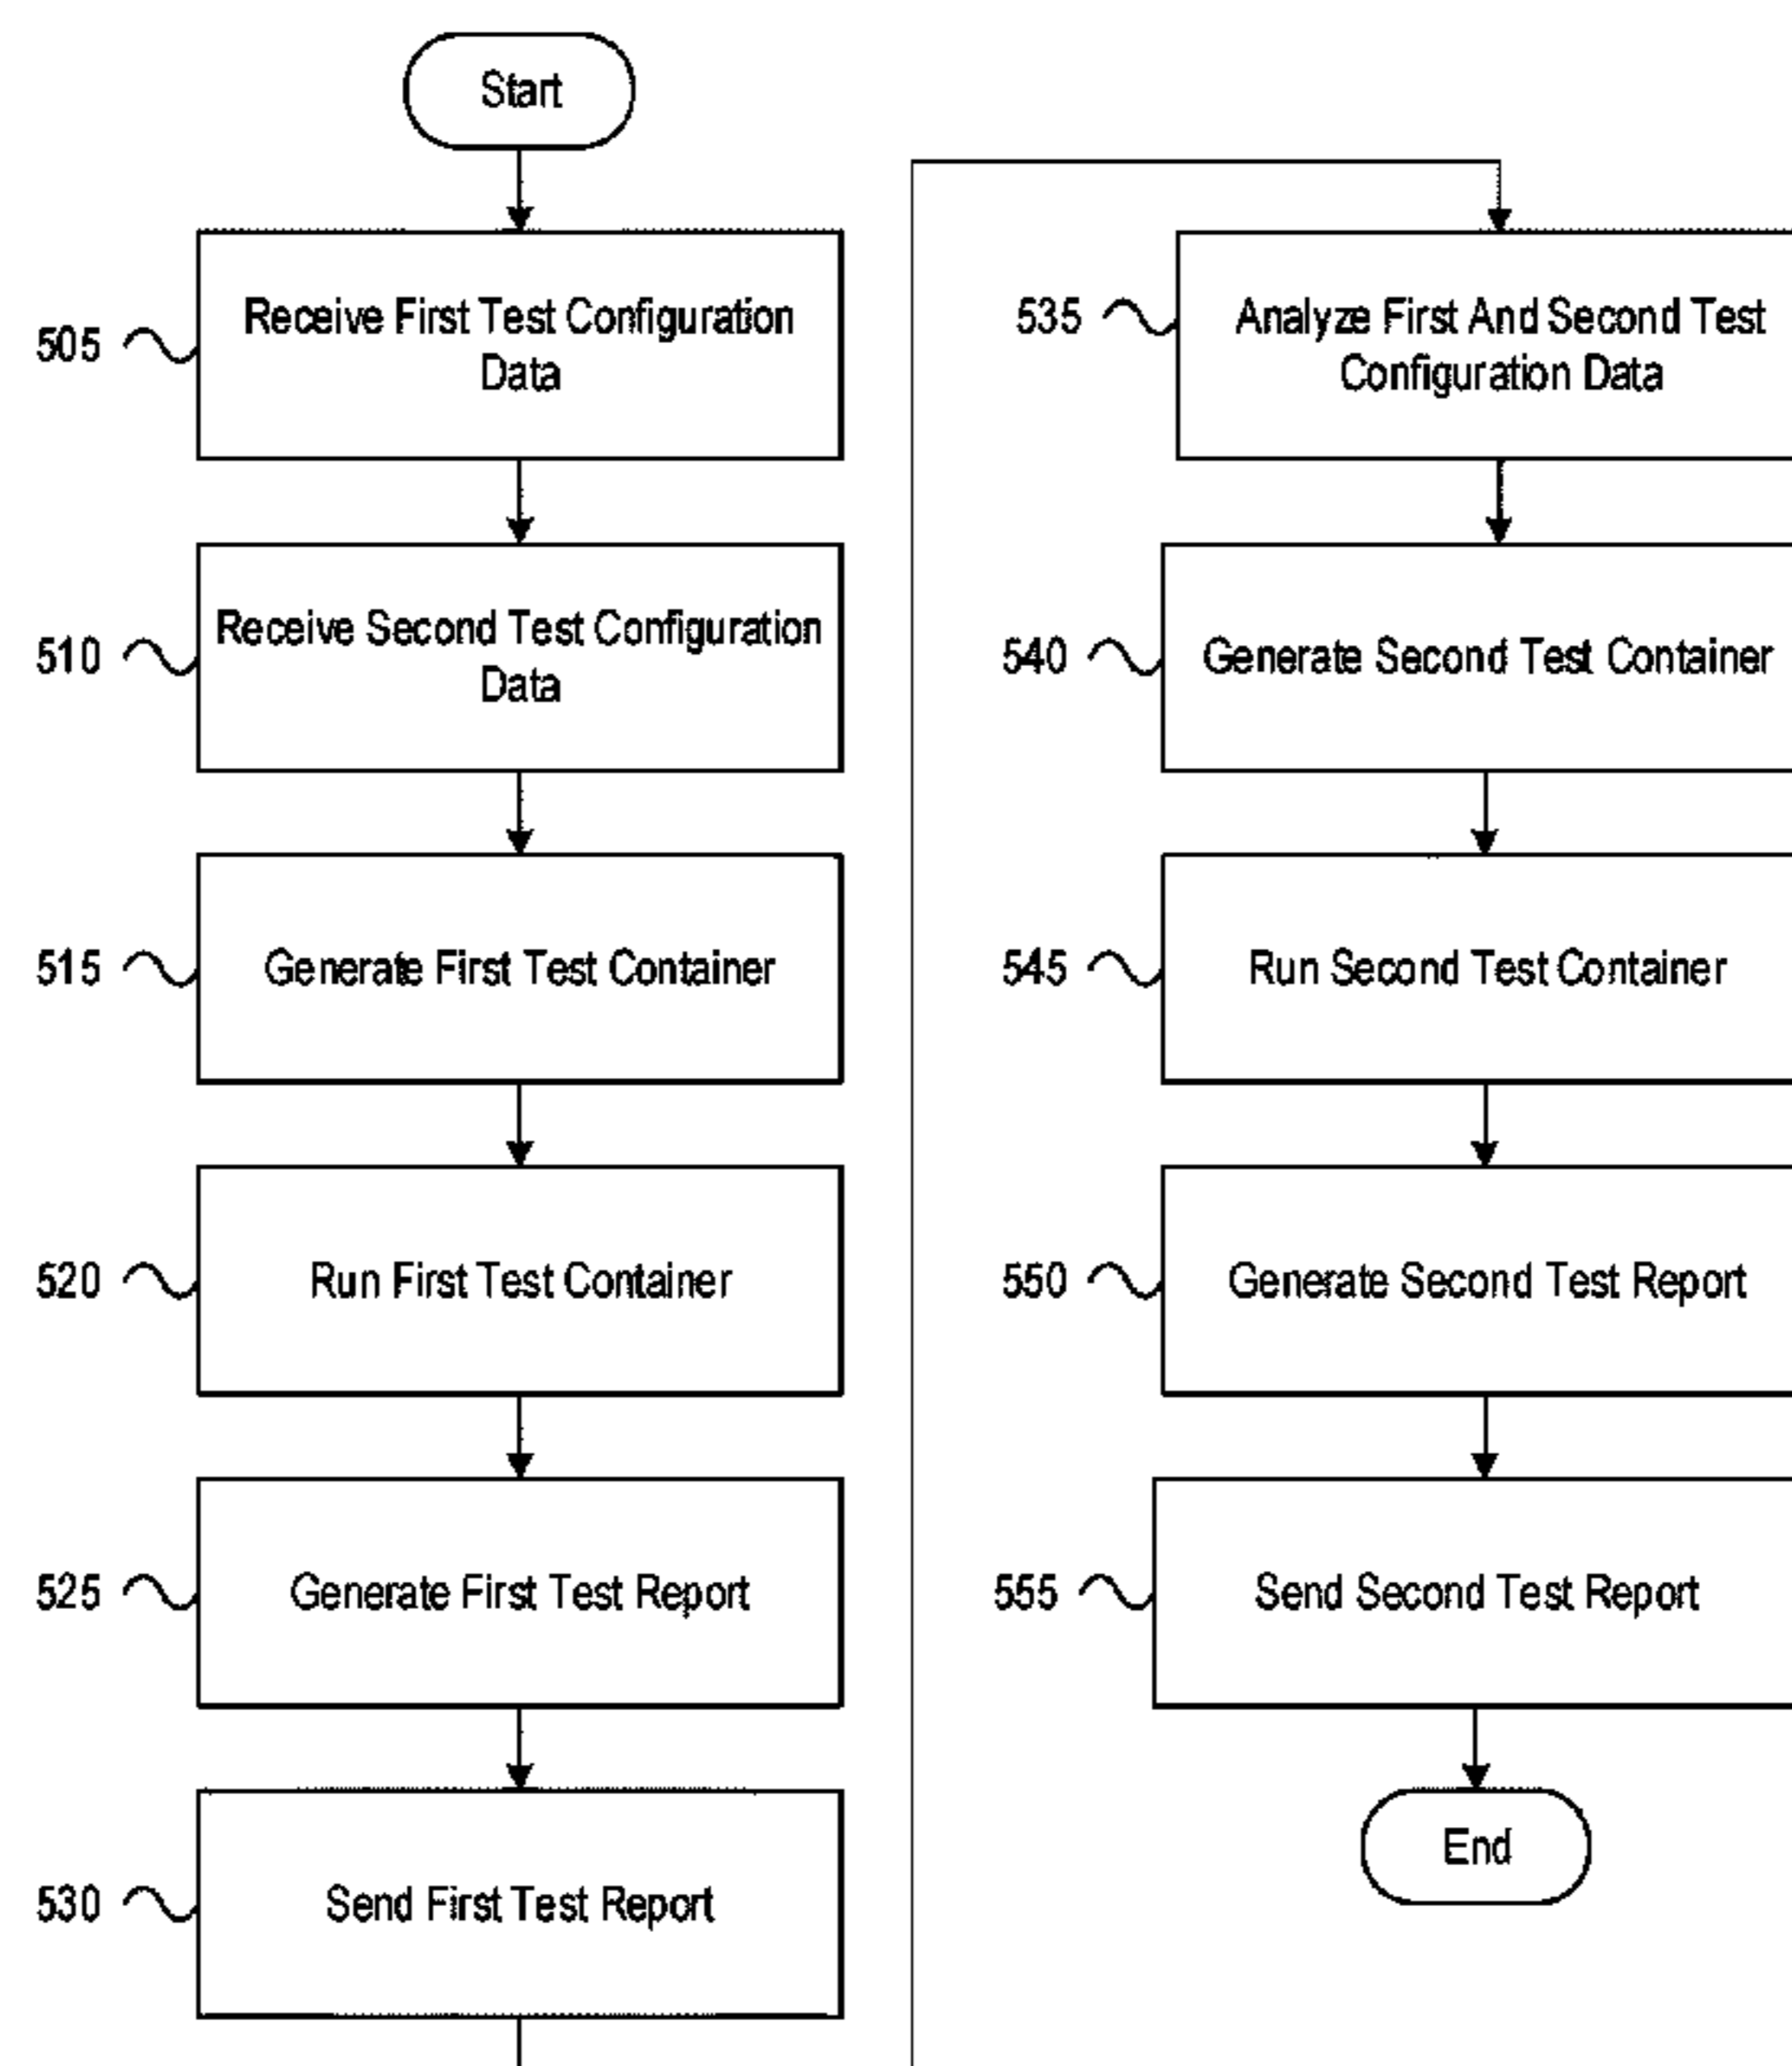 Start
505
Receive First Test Configuration
Data
510
Receive Second Test Configuration
Data
515
Generate First Test Container
520
Run First Test Container
525
Generate First Test Report
530
Send First Test Report
535
Analyze First And Second Test
Configuration Data
540
Generate Second Test Container
545
Run Second Test Container
550
Generate Second Test Report
555
Send Second Test Report
End